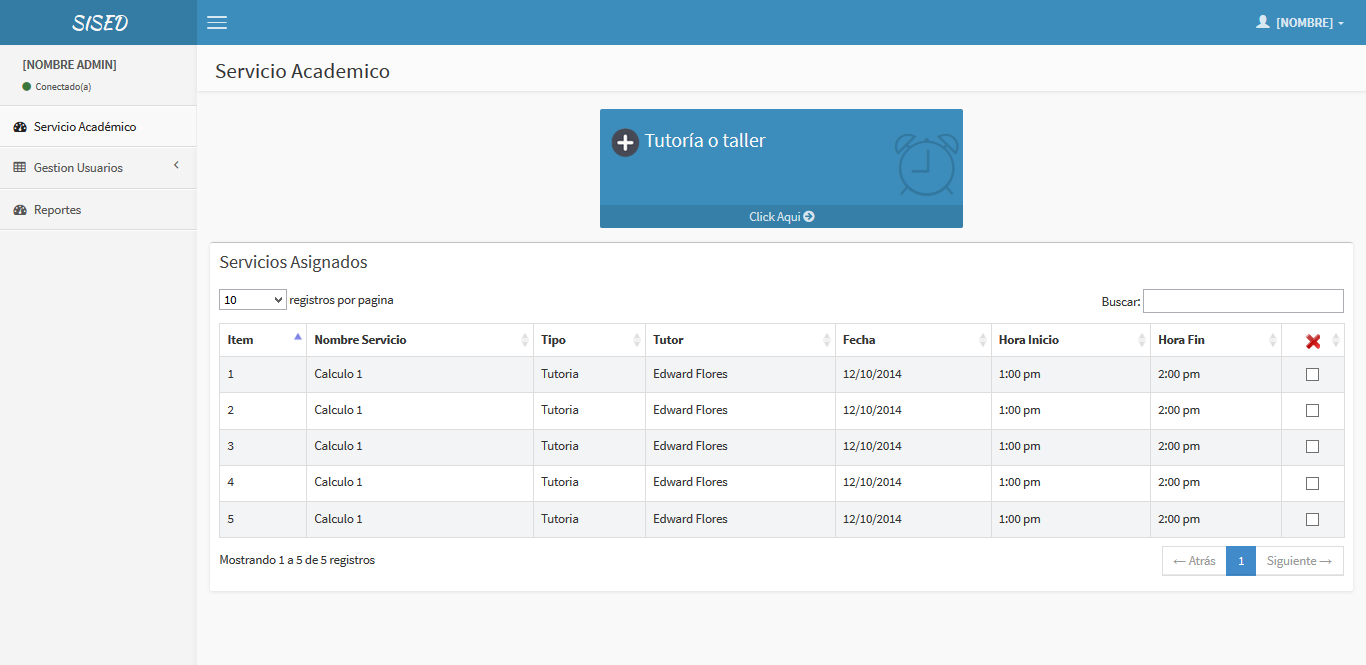 SISED
[NOMBRE]
[NOMBRE ADMIN]
Conectado(a)
Servicio Académico
Gestion Usuarios
Reportes
Servicio Academico
Tutoría o taller
Click Aqui
Servicios Asignados
10 registros por pagina
Buscar:
Item Nombre Servicio Tipo Tutor Fecha Hora Inicio Hora Fin
1 Calculo 1 Tutoria Edward Flores 12/10/2014 1:00 pm 2:00 pm
2 Calculo 1 Tutoria Edward Flores 12/10/2014 1:00 pm 2:00 pm
3 Calculo 1 Tutoria Edward Flores 12/10/2014 1:00 pm 2:00 pm
4 Calculo 1 Tutoria Edward Flores 12/10/2014 1:00 pm 2:00 pm
5 Calculo 1 Tutoria Edward Flores 12/10/2014 1:00 pm 2:00 pm
Mostrando 1 a 5 de 5 registros
← Atrás 1 Siguiente →